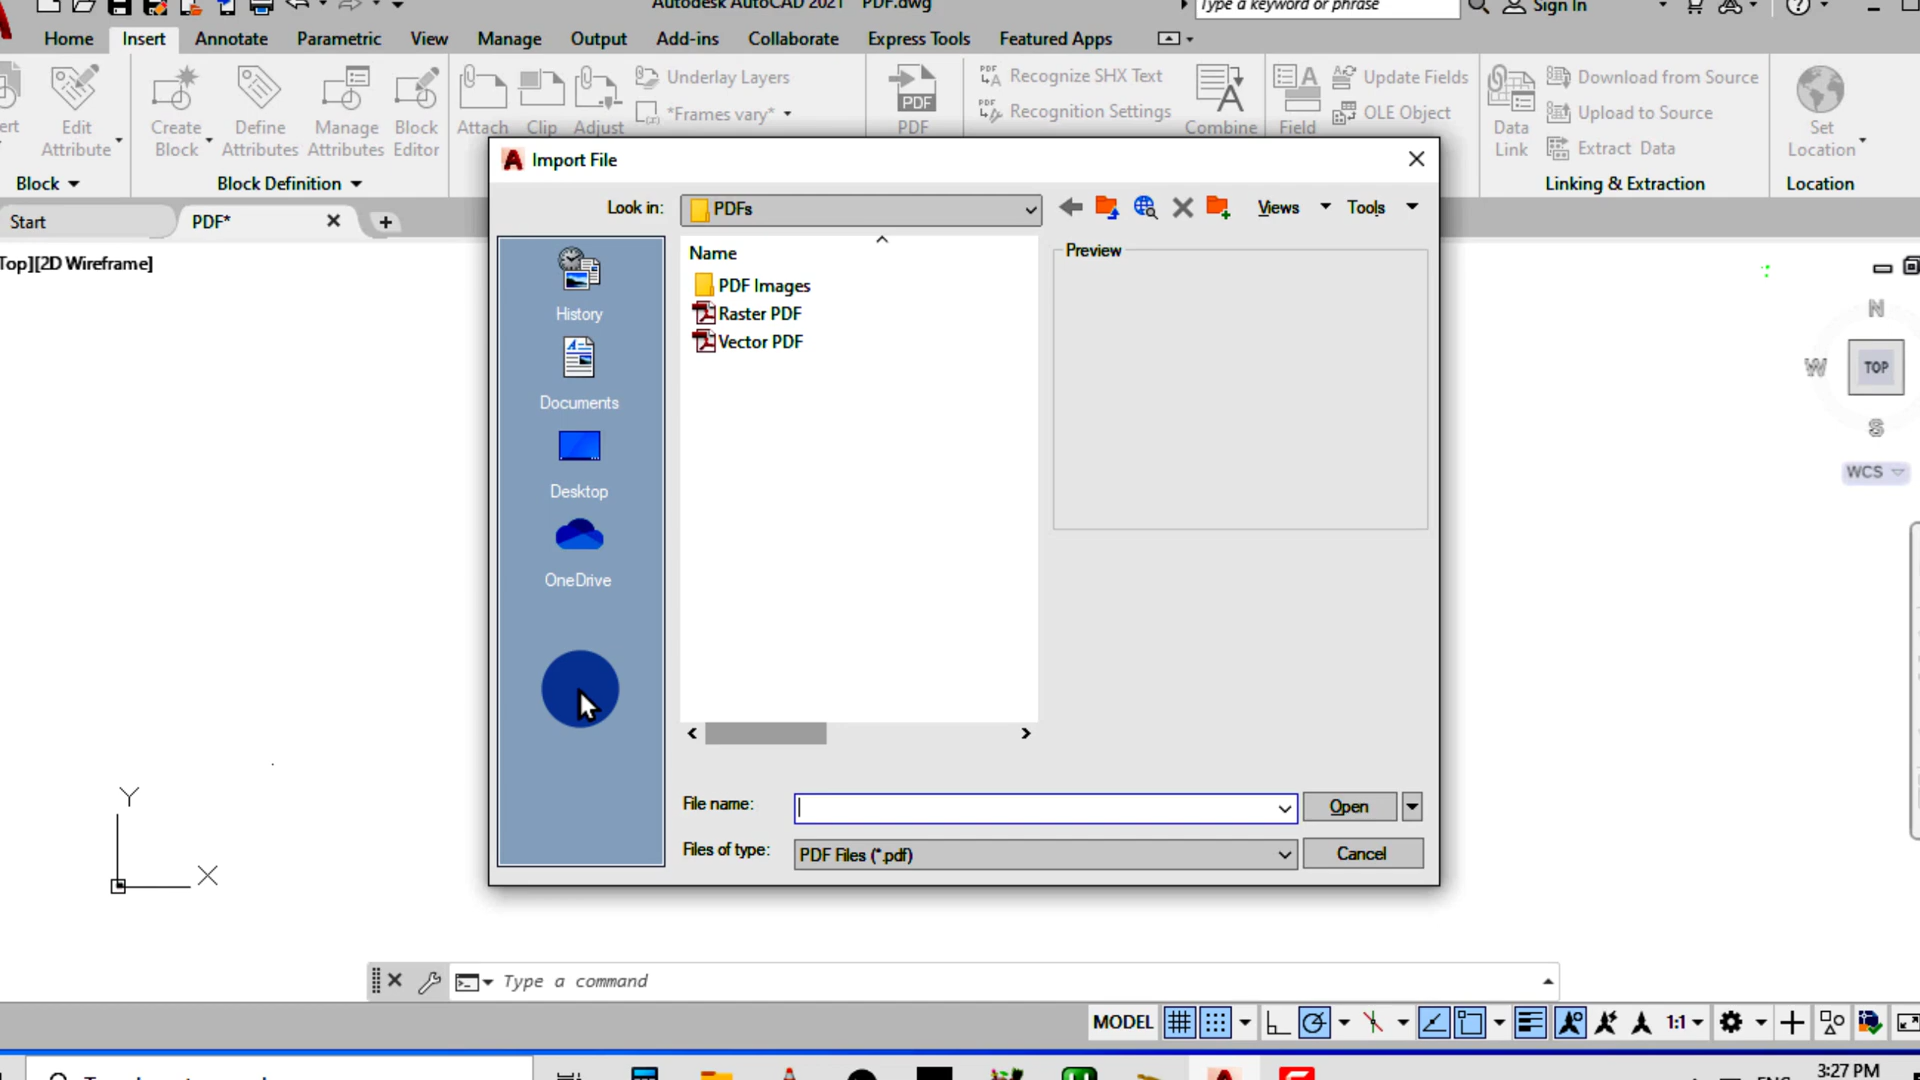 Autodesk AutoCAD 2021 PDF.dwg
Type a keyword or phrase
Sign In
Home Insert Annotate Parametric View Manage Output Add-ins Collaborate Express Tools Featured Apps
Edit Attribute
Create Block
Define Attributes
Manage Attributes
Block Editor
Attach
Clip
Adjust
Underlay Layers
*Frames vary*
PDF
PDF
Recognize SHX Text
Recognition Settings
Combine
Field
Update Fields
OLE Object
Data Link
Download from Source
Upload to Source
Extract Data
Set Location
Block
Block Definition
Linking & Extraction
Location
Start
PDF*
Top][2D Wireframe]
Import File
Look in:
PDFs
Views
Tools
History
Documents
Desktop
OneDrive
Name
PDF Images
Raster PDF
Vector PDF
Preview
File name:
Open
Files of type:
PDF Files (*.pdf)
Cancel
N
W
TOP
S
WCS
Y
X
Type a command
MODEL
1:1
3:27 PM